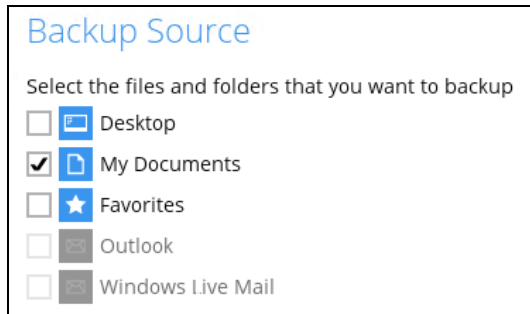 Backup Source
Select the files and folders that you want to backup
Desktop
My Documents
Favorites
Outlook
Windows Live Mail